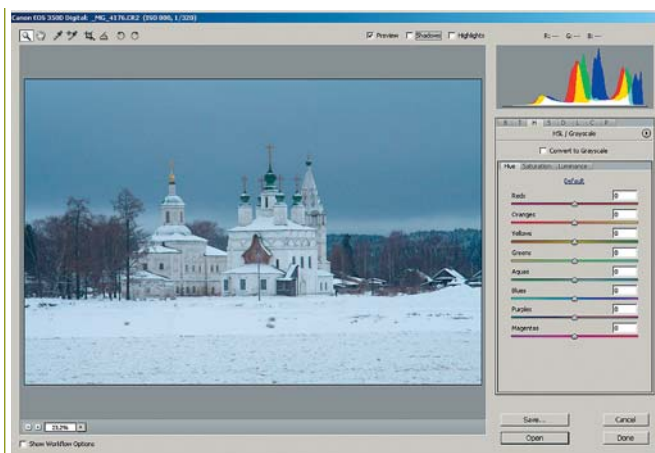 Canon EOS 350D Digital: _MG_4176.CR2 (ISO 800, 1/320)
Preview Shadows Highlights
R: --- G: --- B: ---
HSL / Grayscale
Convert to Grayscale
Hue Saturation Luminance
Default
Reds 0
Oranges 0
Yellows 0
Greens 0
Aquas 0
Blues 0
Purples 0
Magentas 0
Save... Cancel
Open Done
Show Workflow Options